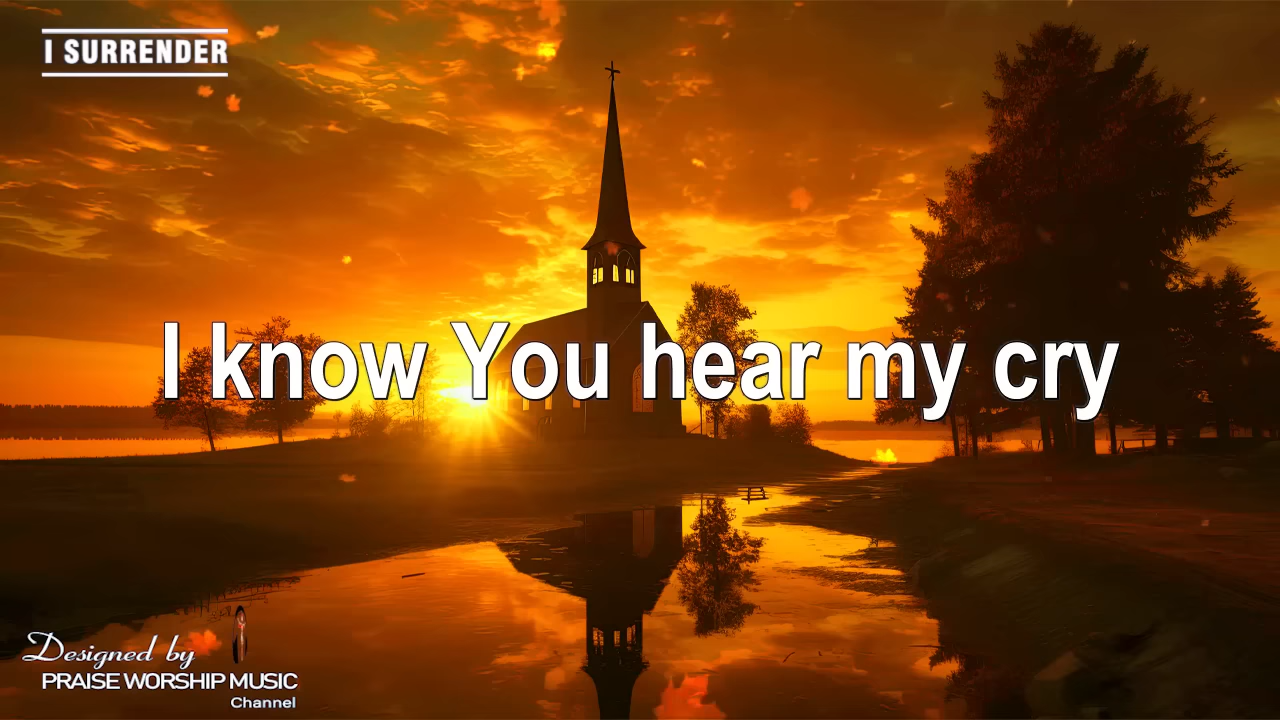 I SURRENDER
I know You hear my cry
Designed by
PRAISE WORSHIP MUSIC
Channel